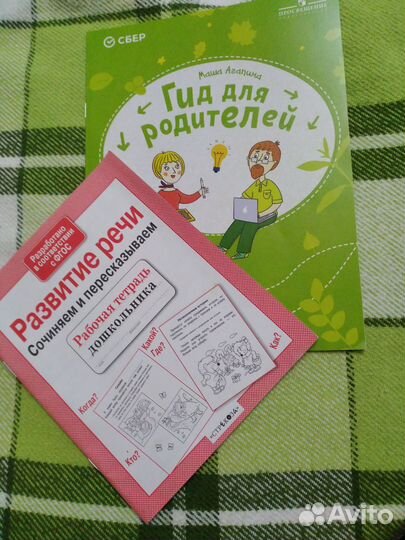 СБЕР
ПРОСВЕЩЕНИЕ
Маша Агапина
Гид для
родителей
Разработано
в соответствии
с ФГОС
Развитие речи
Сочиняем и пересказываем
Рабочая тетрадь
дошкольника
Когда?
Какой?
Где?
Как?
Кто?
«СТРЕКОЗА»
Avito